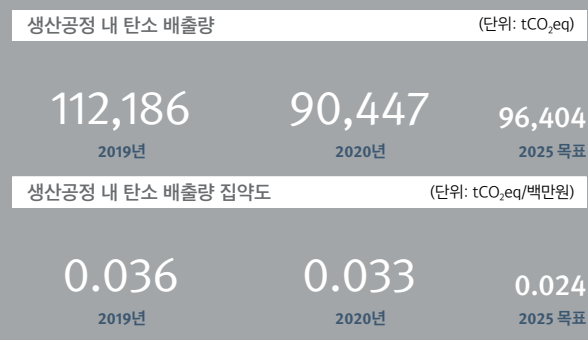 생산공정 내 탄소 배출량 (단위: tCO₂eq)
112,186 90,447 96,404
2019년 2020년 2025 목표
생산공정 내 탄소 배출량 집약도 (단위: tCO₂eq/백만원)
0.036 0.033 0.024
2019년 2020년 2025 목표